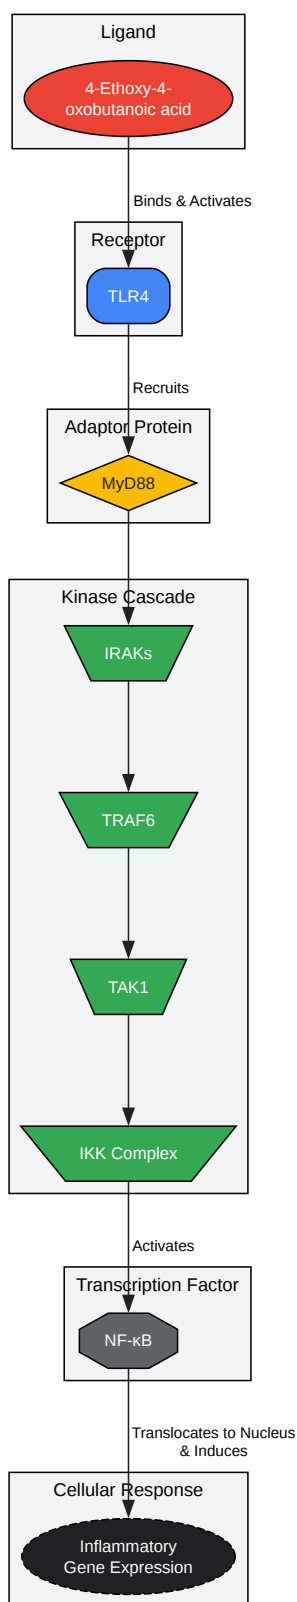 Ligand
4-Ethoxy-4-
oxobutanoic acid
Binds & Activates
Receptor
TLR4
Recruits
Adaptor Protein
MyD88
Kinase Cascade
IRAKs
TRAF6
TAK1
IKK Complex
Activates
Transcription Factor
NF-κB
Translocates to Nucleus
& Induces
Cellular Response
Inflammatory
Gene Expression